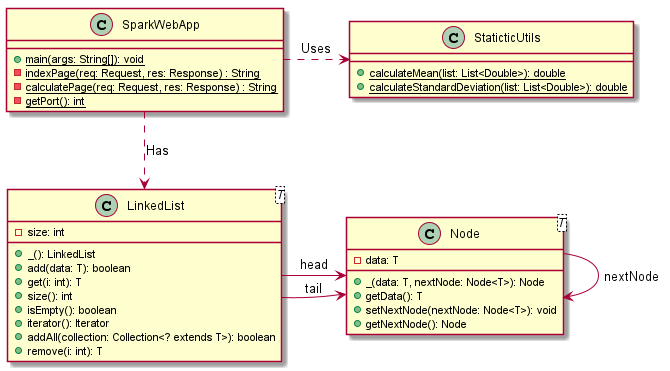 C SparkWebApp
main(args: String[]): void
indexPage(req: Request, res: Response) : String
calculatePage(req: Request, res: Response) : String
getPort(): int
Uses
C StaticticUtils
calculateMean(list: List<Double>): double
calculateStandardDeviation(list: List<Double>): double
Has
C LinkedList T
size: int
_(): LinkedList
add(data: T): boolean
get(i: int): T
size(): int
isEmpty(): boolean
iterator(): Iterator
addAll(collection: Collection<? extends T>): boolean
remove(i: int): T
head
tail
C Node T
data: T
_(data: T, nextNode: Node<T>): Node
getData(): T
setNextNode(nextNode: Node<T>): void
getNextNode(): Node
nextNode